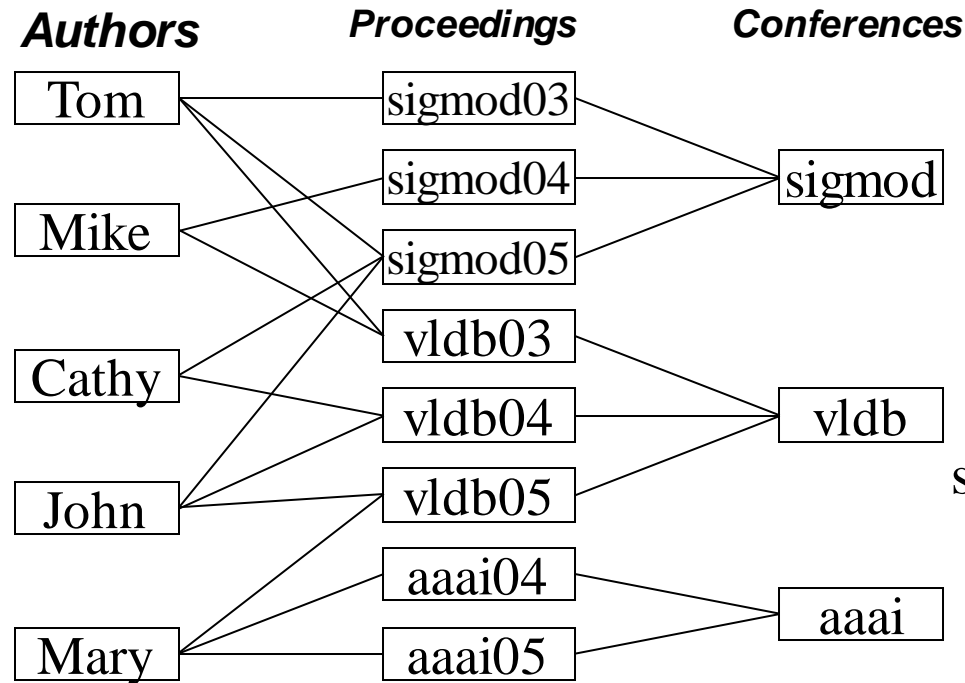 Authors
Proceedings
Conferences
Tom
Mike
Cathy
John
Mary
sigmod03
sigmod04
sigmod05
vldb03
vldb04
vldb05
aaai04
aaai05
sigmod
vldb
aaai
s